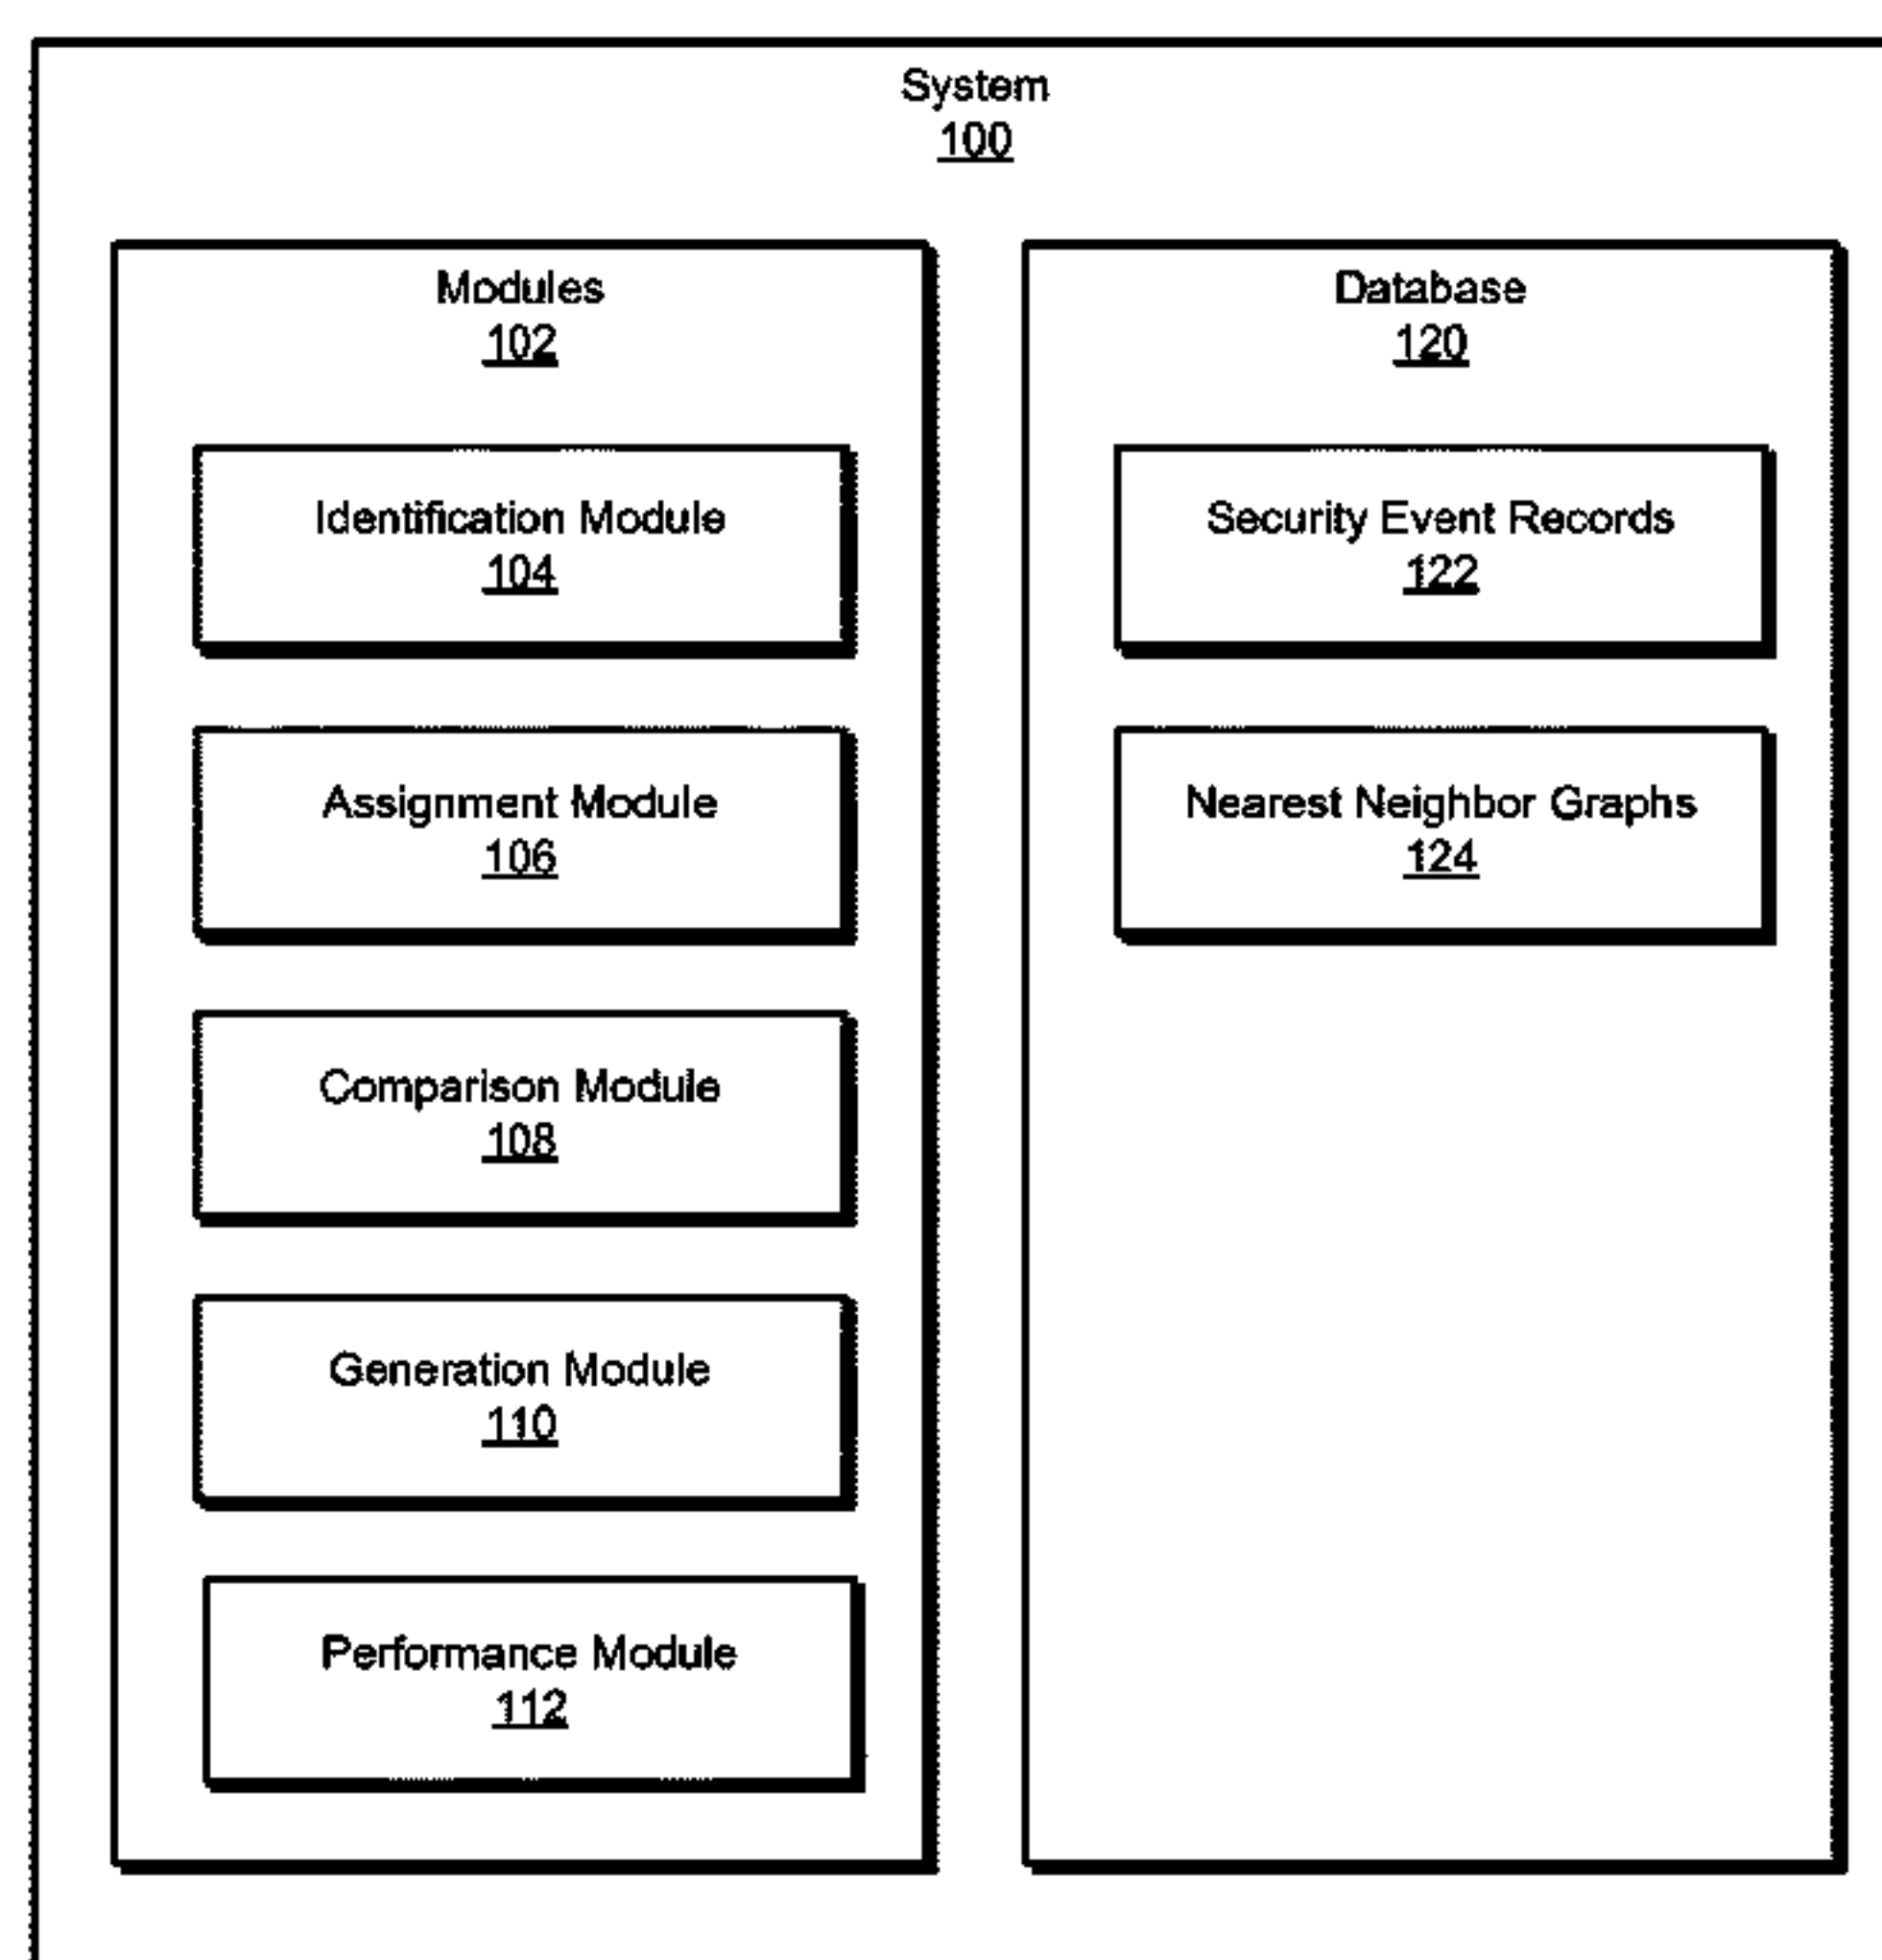 System
100
Modules
102
Identification Module
104
Assignment Module
106
Comparison Module
108
Generation Module
110
Performance Module
112
Database
120
Security Event Records
122
Nearest Neighbor Graphs
124